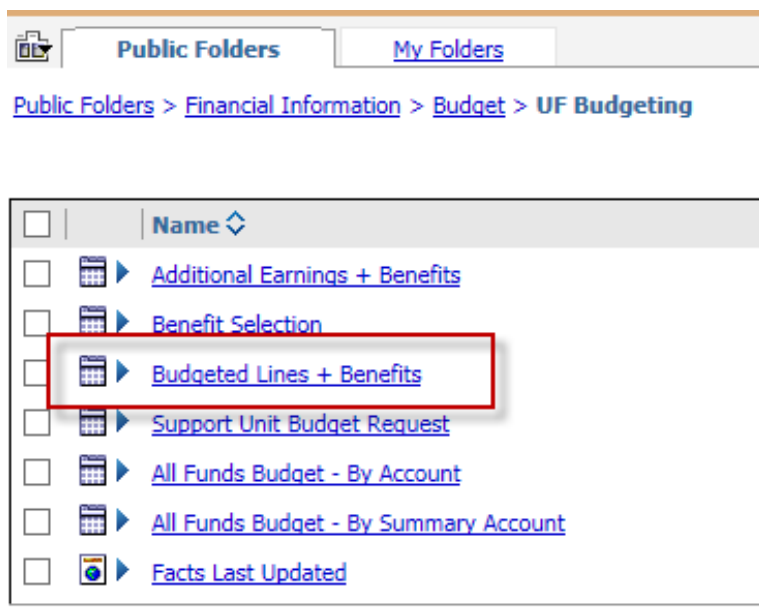 Public Folders My Folders
Public Folders > Financial Information > Budget > UF Budgeting
Name
Additional Earnings + Benefits
Benefit Selection
Budgeted Lines + Benefits
Support Unit Budget Request
All Funds Budget - By Account
All Funds Budget - By Summary Account
Facts Last Updated